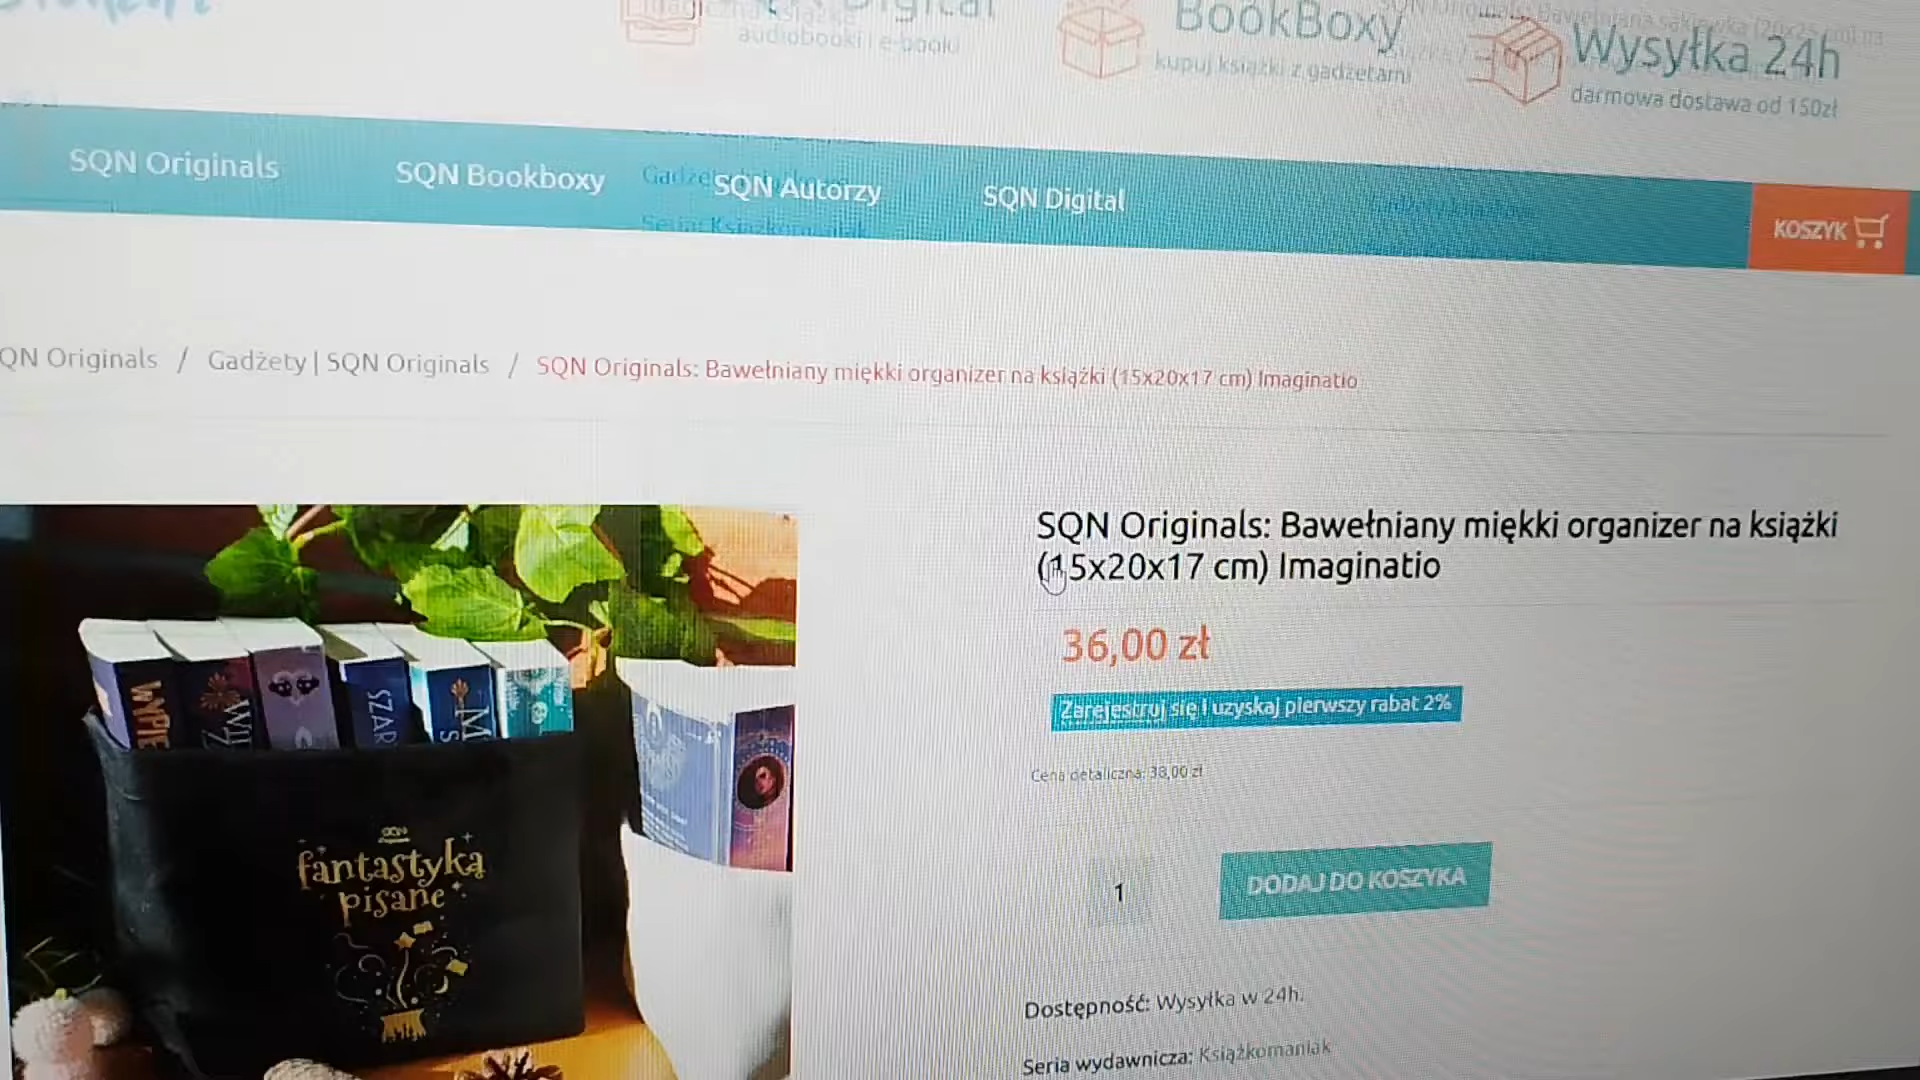 Digital
audiobooki i e-booki
BookBoxy
kupuj książki z gadżetami
Wysyłka 24h
darmowa dostawa od 150zł
SQN Originals
SQN Bookboxy
SQN Autorzy
SQN Digital
KOSZYK
QN Originals / Gadżety | SQN Originals / SQN Originals: Bawełniany miękki organizer na książki (15x20x17 cm) Imaginatio
SQN Originals: Bawełniany miękki organizer na książki
(15x20x17 cm) Imaginatio
36,00 zł
Zarejestruj się i uzyskaj pierwszy rabat 2%
Cena detaliczna: 38,00 zł
1
DODAJ DO KOSZYKA
Dostępność: Wysyłka w 24h.
Seria wydawnicza: Książkomaniak
SZAR
fantastyką
pisane